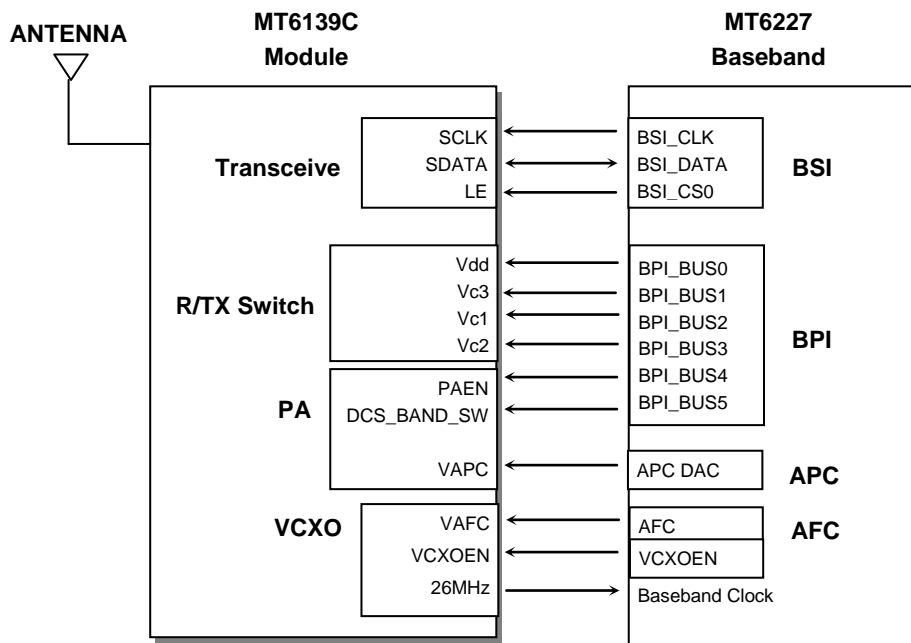 MT6139C
Module
MT6227
Baseband
ANTENNA
Transceive
SCLK
SDATA
LE
BSI_CLK
BSI_DATA
BSI_CS0
BSI
R/TX Switch
Vdd
Vc3
Vc1
Vc2
BPI_BUS0
BPI_BUS1
BPI_BUS2
BPI_BUS3
BPI_BUS4
BPI_BUS5
BPI
PA
PAEN
DCS_BAND_SW
VAPC
APC DAC
APC
VCXO
VAFC
VCXOEN
26MHz
AFC
VCXOEN
Baseband Clock
AFC